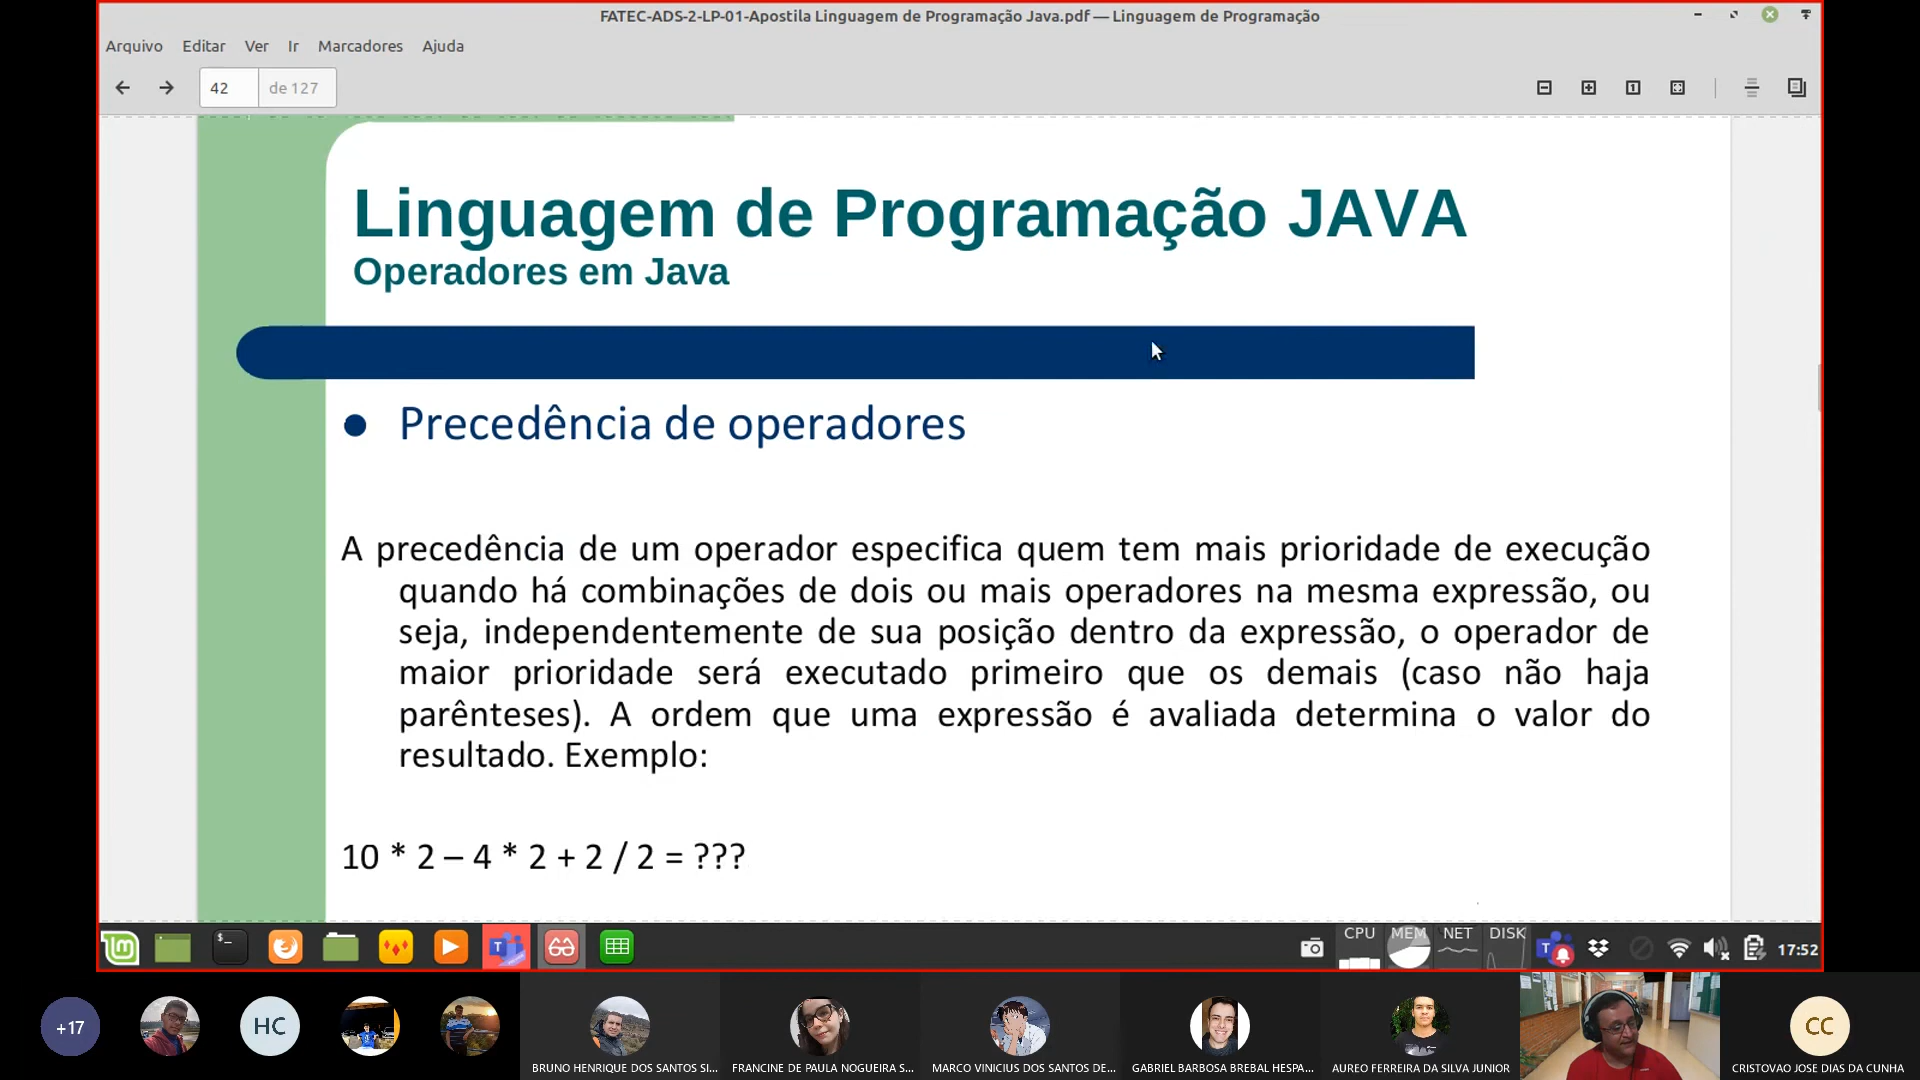 FATEC-ADS-2-LP-01-Apostila Linguagem de Programação Java.pdf — Linguagem de Programação
Arquivo Editar Ver Ir Marcadores Ajuda
42 de 127
Linguagem de Programação JAVA
Operadores em Java
● Precedência de operadores
A precedência de um operador especifica quem tem mais prioridade de execução
quando há combinações de dois ou mais operadores na mesma expressão, ou
seja, independentemente de sua posição dentro da expressão, o operador de
maior prioridade será executado primeiro que os demais (caso não haja
parênteses). A ordem que uma expressão é avaliada determina o valor do
resultado. Exemplo:
10 * 2 – 4 * 2 + 2 / 2 = ???
CPU MEM NET DISK
17:52
+17
HC
CC
BRUNO HENRIQUE DOS SANTOS SI... FRANCINE DE PAULA NOGUEIRA S... MARCO VINICIUS DOS SANTOS DE... GABRIEL BARBOSA BREBAL HESPA... AUREO FERREIRA DA SILVA JUNIOR CRISTOVAO JOSE DIAS DA CUNHA